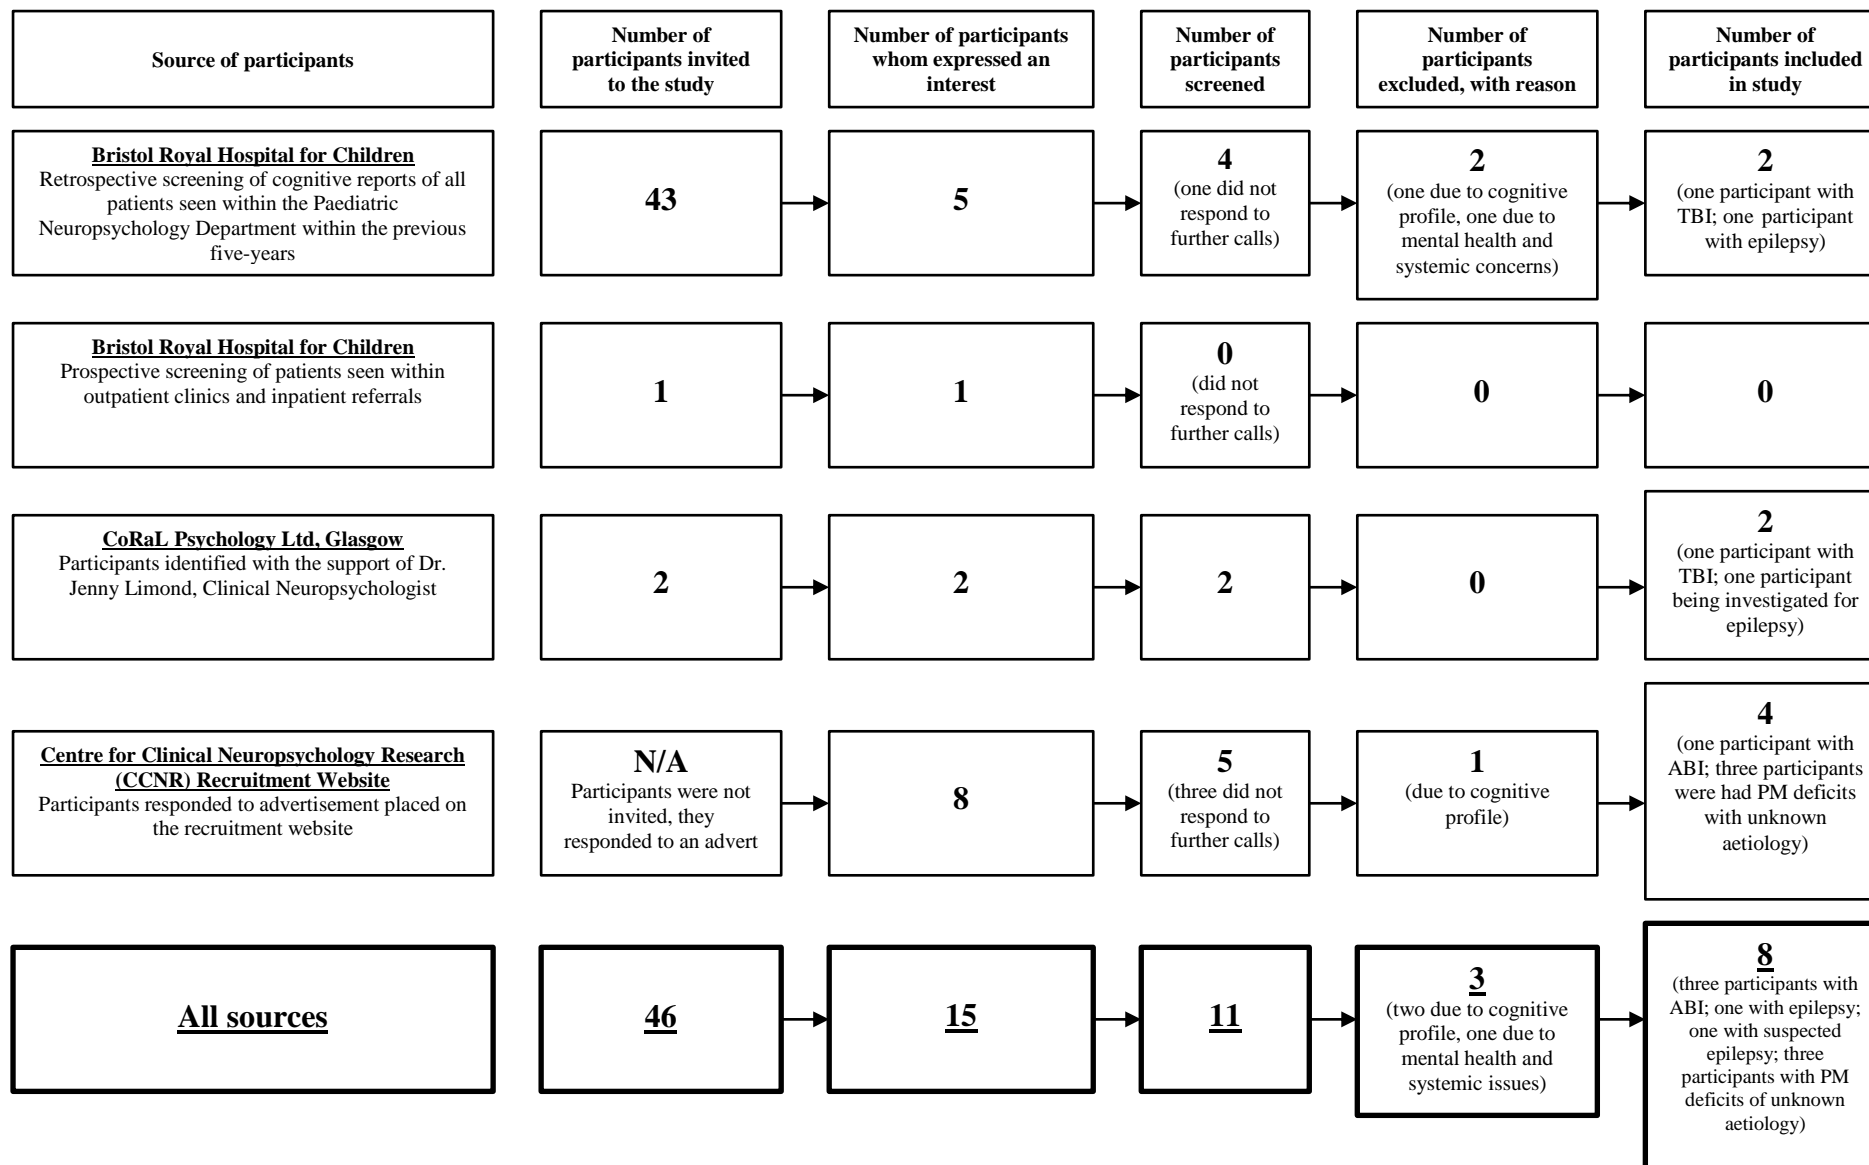 Source of participants
Number of
participants invited
to the study
Number of participants
whom expressed an
interest
Number of
participants
screened
Number of
participants
excluded, with reason
Number of
participants included
in study
Bristol Royal Hospital for Children
Retrospective screening of cognitive reports of all
patients seen within the Paediatric
Neuropsychology Department within the previous
five-years
43
5
4
(one did not
respond to
further calls)
2
(one due to cognitive
profile, one due to
mental health and
systemic concerns)
2
(one participant with
TBI; one participant
with epilepsy)
Bristol Royal Hospital for Children
Prospective screening of patients seen within
outpatient clinics and inpatient referrals
1
1
0
(did not
respond to
further calls)
0
0
CoRaL Psychology Ltd, Glasgow
Participants identified with the support of Dr.
Jenny Limond, Clinical Neuropsychologist
2
2
2
0
2
(one participant with
TBI; one participant
being investigated for
epilepsy)
Centre for Clinical Neuropsychology Research
(CCNR) Recruitment Website
Participants responded to advertisement placed on
the recruitment website
N/A
Participants were not
invited, they
responded to an advert
8
5
(three did not
respond to
further calls)
1
(due to cognitive
profile)
4
(one participant with
ABI; three participants
were had PM deficits
with unknown
aetiology)
All sources
46
15
11
3
(two due to cognitive
profile, one due to
mental health and
systemic issues)
8
(three participants with
ABI; one with epilepsy;
one with suspected
epilepsy; three
participants with PM
deficits of unknown
aetiology)